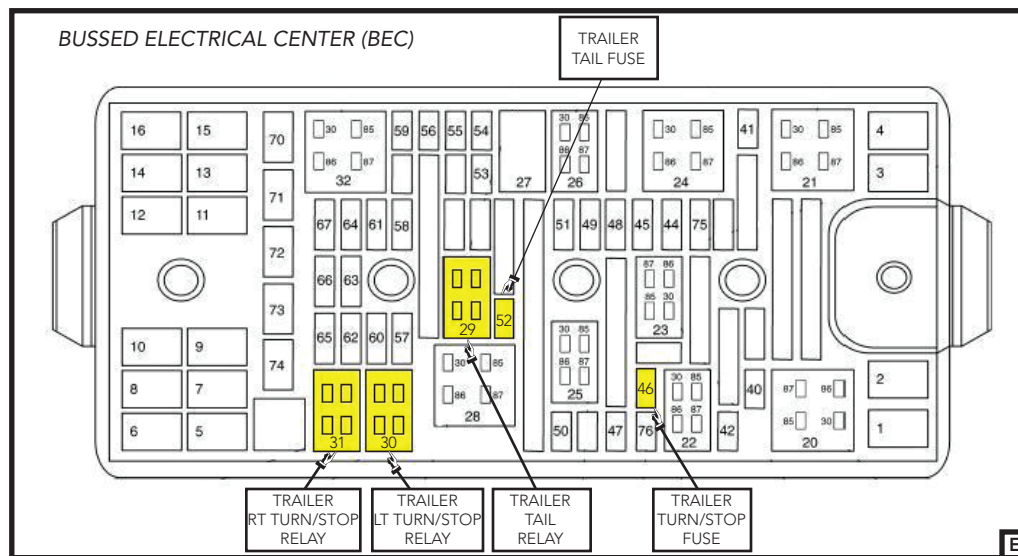 BUSSED ELECTRICAL CENTER (BEC)
TRAILER
TAIL FUSE
16 15 70 30 85 86 87 32 59 56 55 54 27 30 85 86 87 26 30 85 86 87 24 41 30 85 86 87 21 4
14 13 71 53 3
12 11 67 64 61 58 51 49 48 45 44 75
72 66 63 29 52 87 86 85 30 23
73 65 62 60 57 30 85 86 87 25
10 9 74 30 85 86 87 28
8 7 31 30 46 30 85 86 87 22 40 87 86 85 30 20 2
6 5 50 47 76 42 1
TRAILER
RT TURN/STOP
RELAY
TRAILER
LT TURN/STOP
RELAY
TRAILER
TAIL
RELAY
TRAILER
TURN/STOP
FUSE